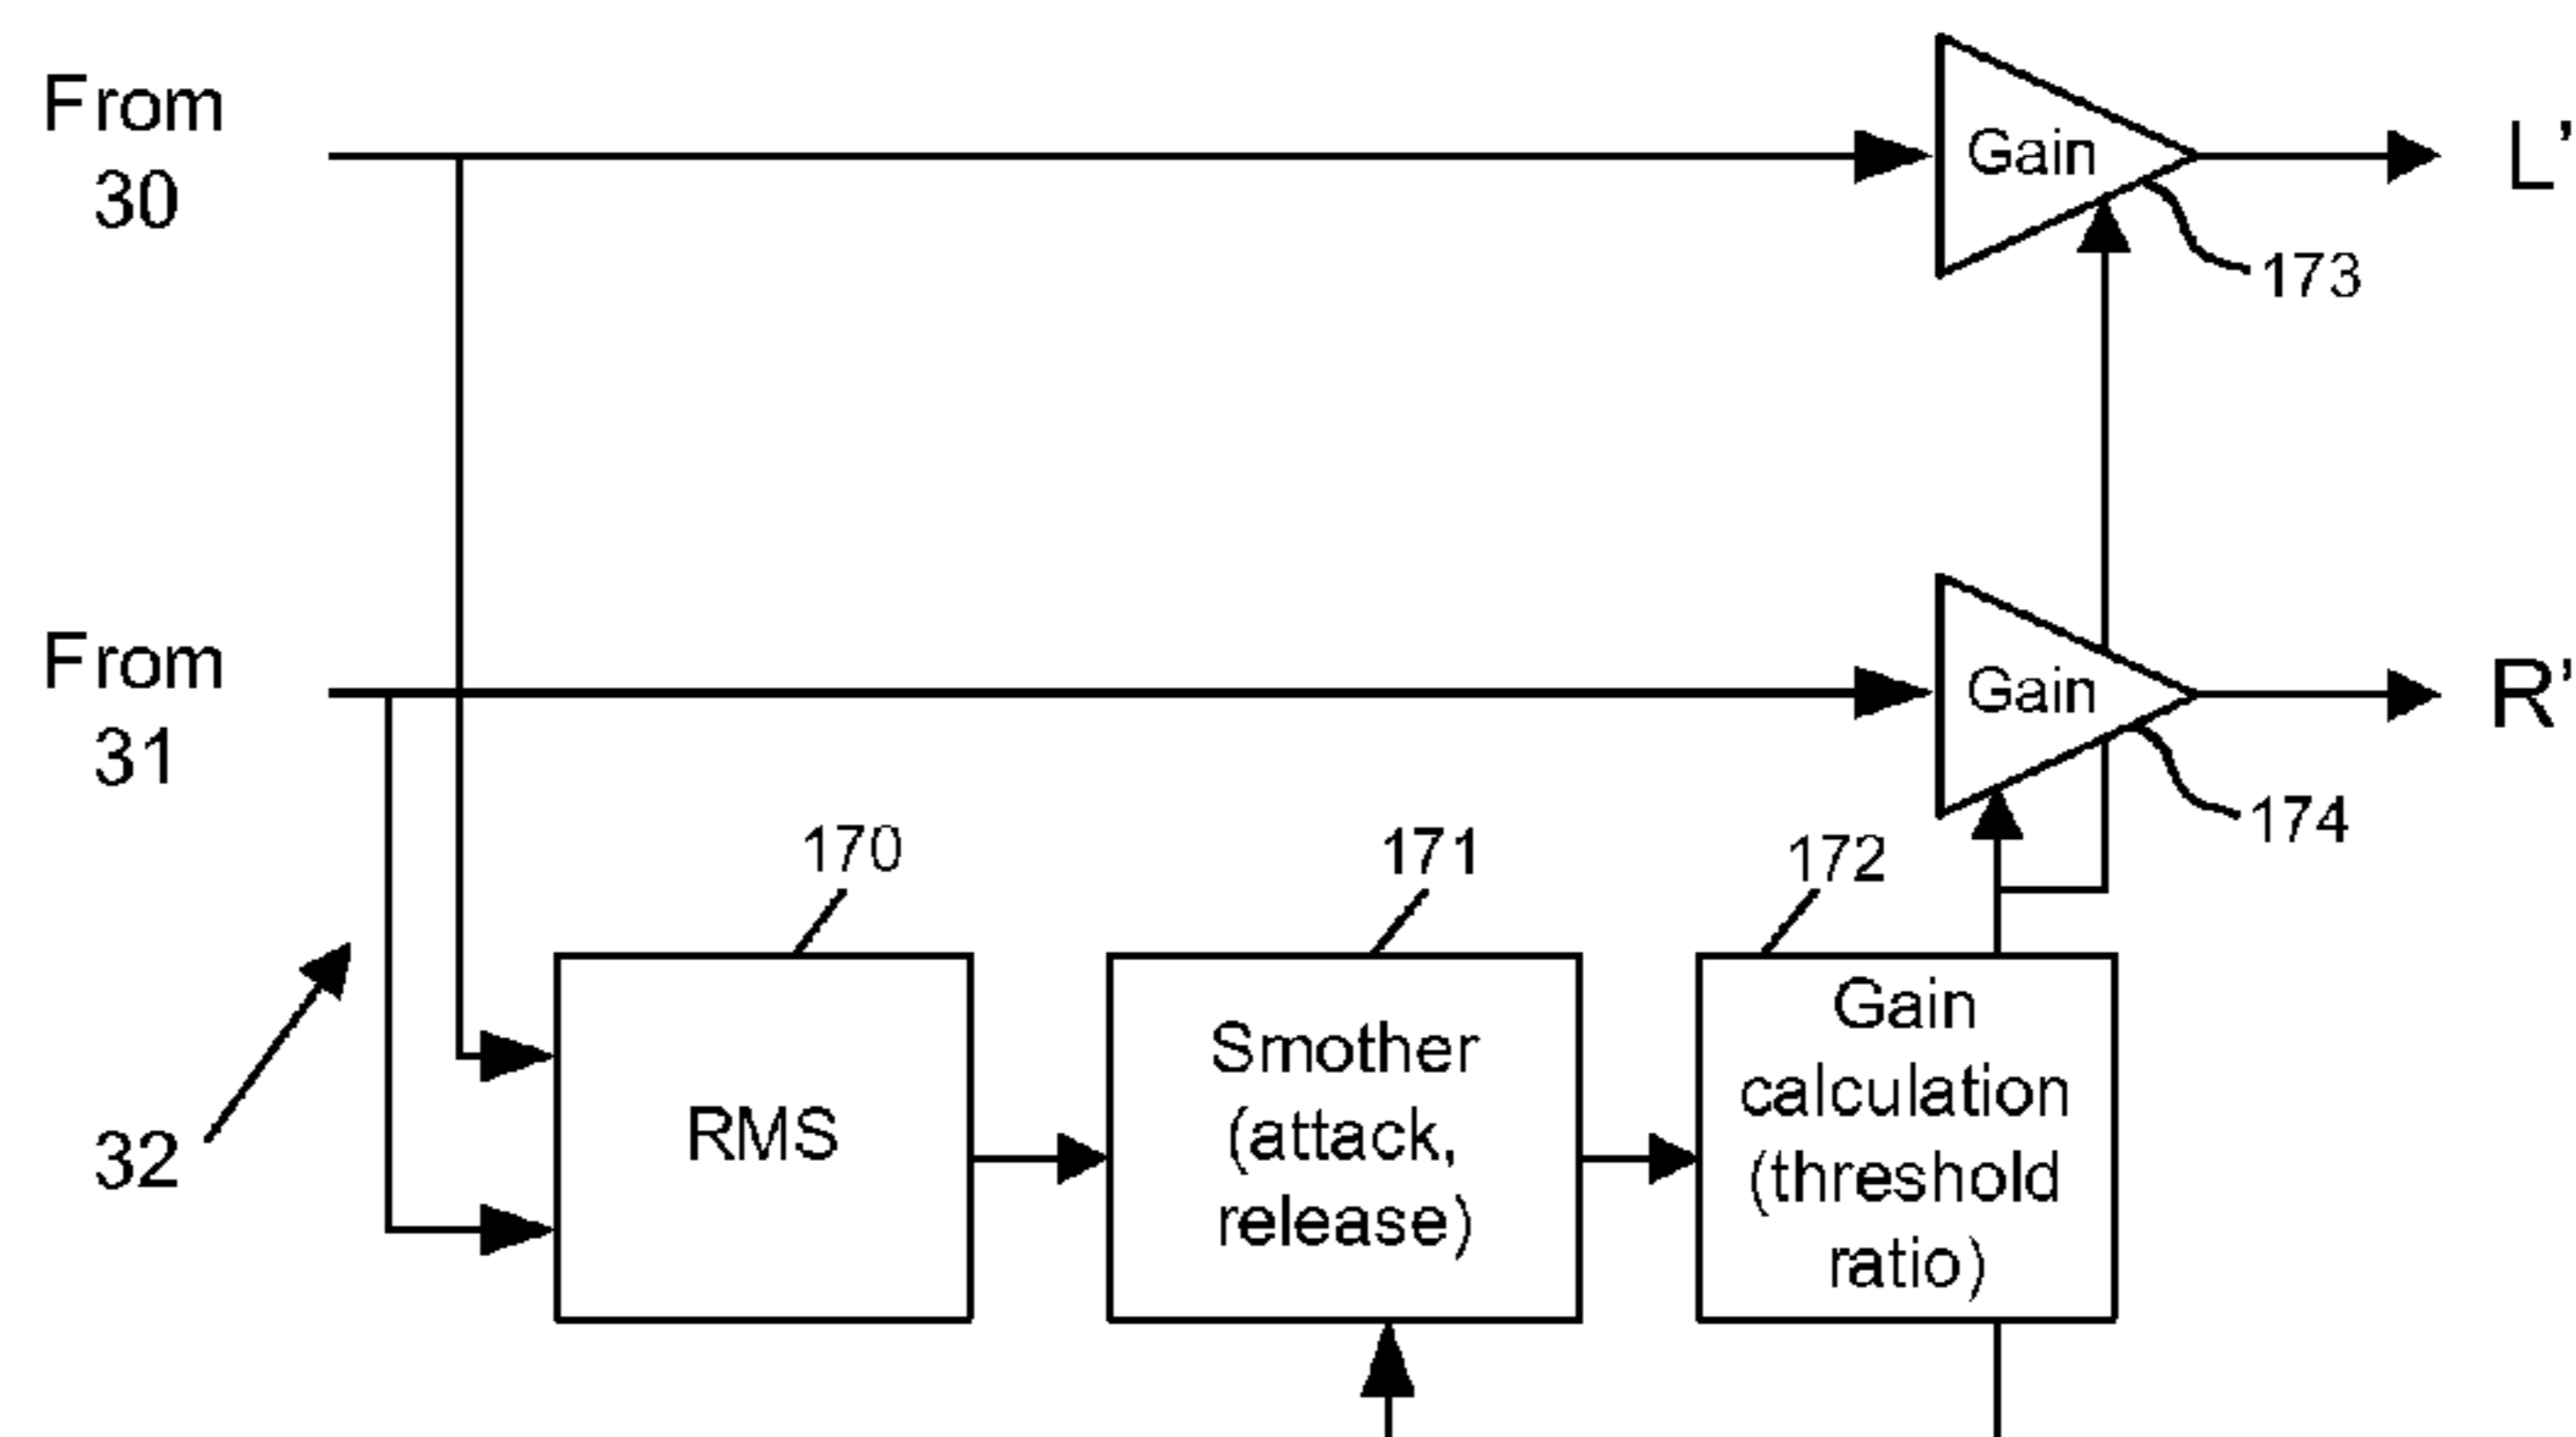 From
30
Gain
L’
173
From
31
Gain
R’
174
170
171
172
32
RMS
Smother
(attack,
release)
Gain
calculation
(threshold
ratio)